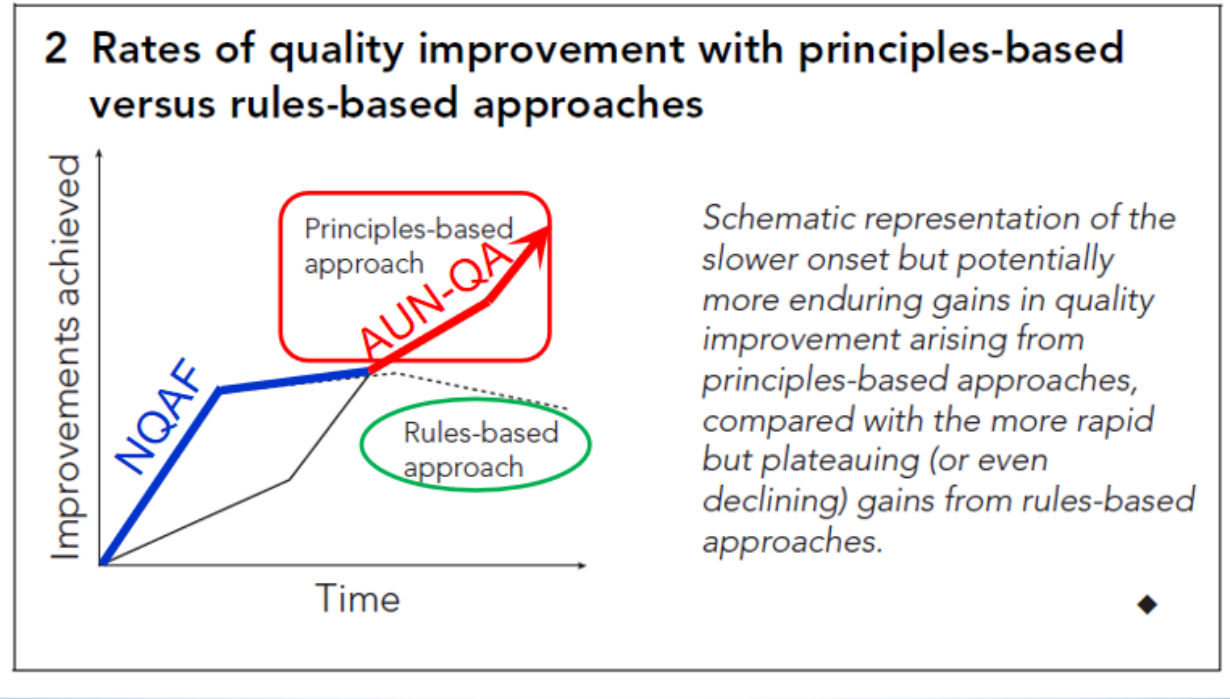 2 Rates of quality improvement with principles-based
versus rules-based approaches
Improvements achieved
Principles-based
approach
AUN-QA
NQAF
Rules-based
approach
Time
Schematic representation of the
slower onset but potentially
more enduring gains in quality
improvement arising from
principles-based approaches,
compared with the more rapid
but plateauing (or even
declining) gains from rules-based
approaches.